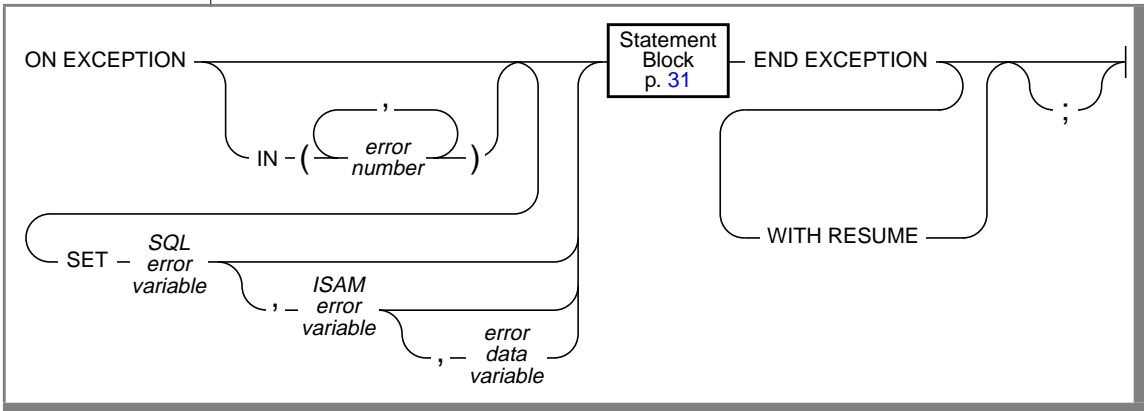 ON EXCEPTION
IN
(
,
error
number
)
SET
SQL
error
variable
,
ISAM
error
variable
,
error
data
variable
Statement
Block
p. 31
END EXCEPTION
WITH RESUME
;